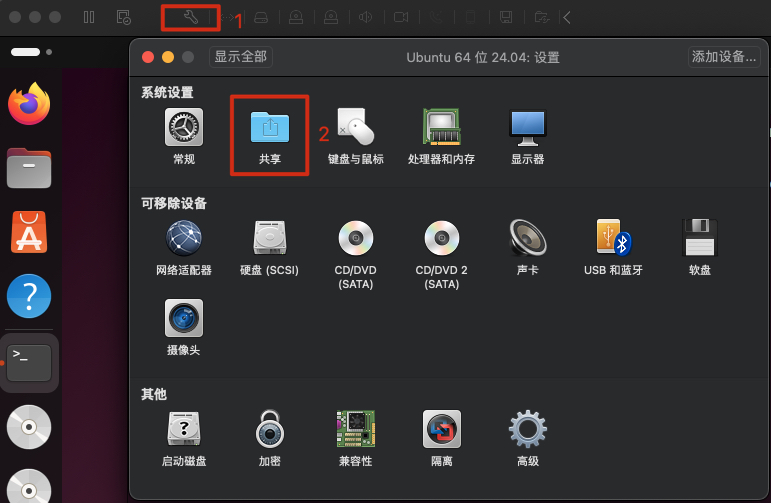 1
显示全部
Ubuntu 64 位 24.04: 设置
添加设备...
系统设置
2
常规
共享
键盘与鼠标
处理器和内存
显示器
可移除设备
网络适配器
硬盘 (SCSI)
CD/DVD
(SATA)
CD/DVD 2
(SATA)
声卡
USB 和蓝牙
软盘
摄像头
其他
启动磁盘
加密
兼容性
隔离
高级